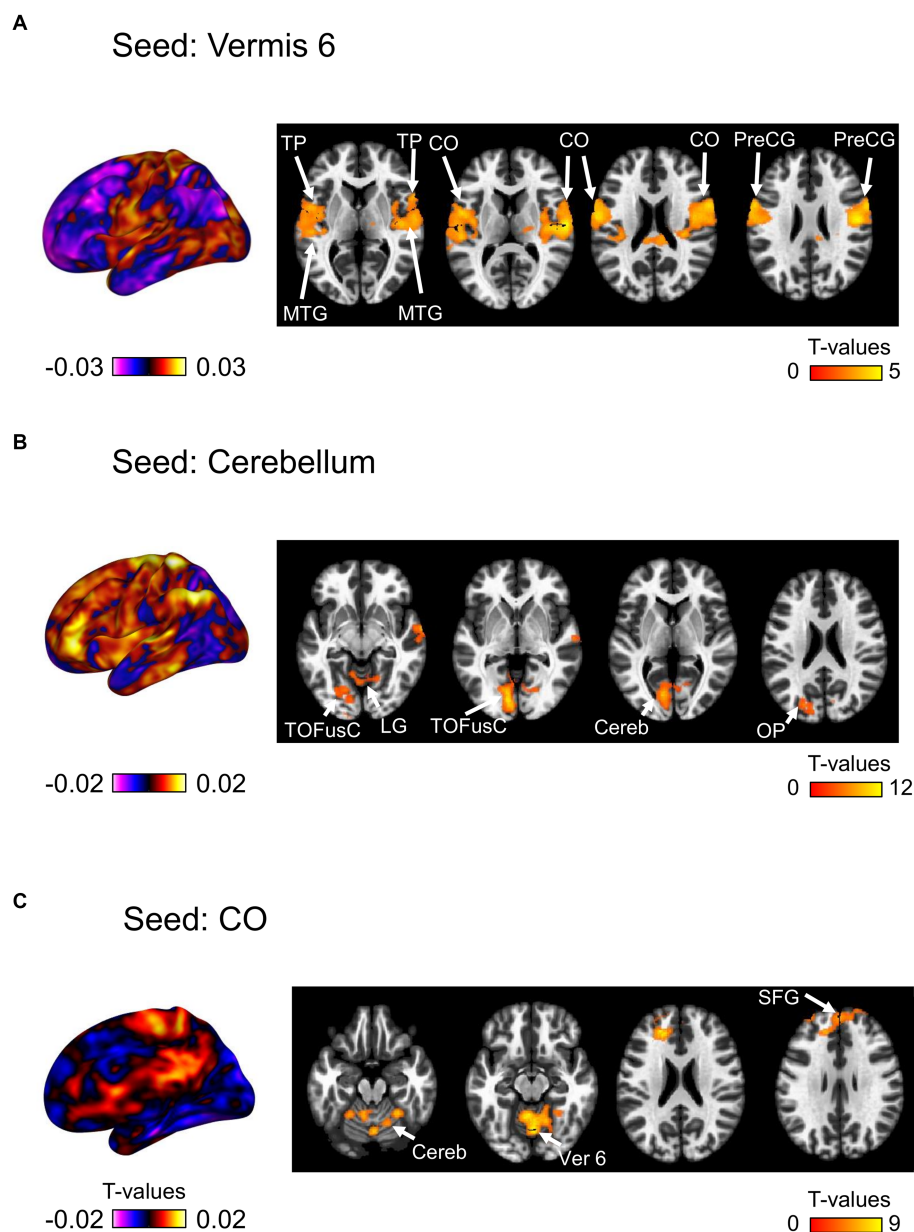 A
Seed: Vermis 6
TP TP CO CO CO PreCG PreCG
MTG MTG
-0.03 0.03
T-values
0 5
B
Seed: Cerebellum
TOFusC LG TOFusC Cereb OP
-0.02 0.02
T-values
0 12
C
Seed: CO
SFG
Cereb Ver 6
T-values
-0.02 0.02
T-values
0 9